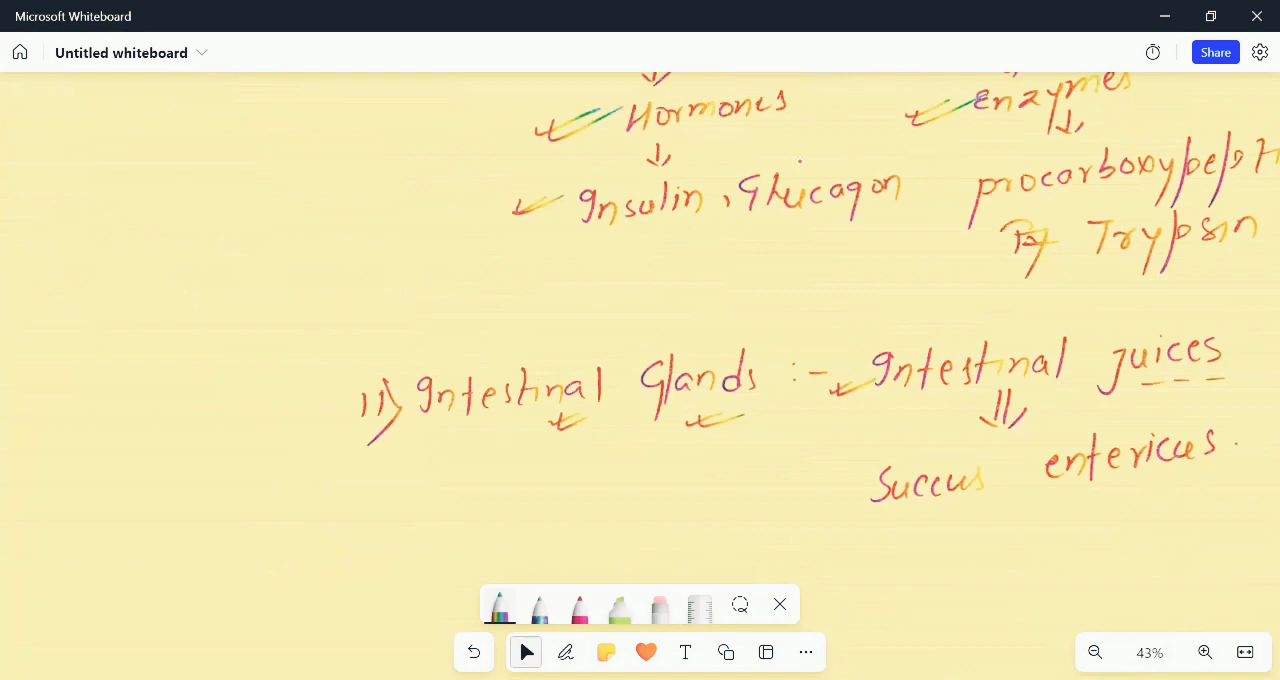 Microsoft Whiteboard
Untitled whiteboard
Share
Hormones
enzymes
Insulin, Glucagon
procarboxypept
Trypsin
ii) Intestinal Glands :- Intestinal Juices
Succus entericus.
43%